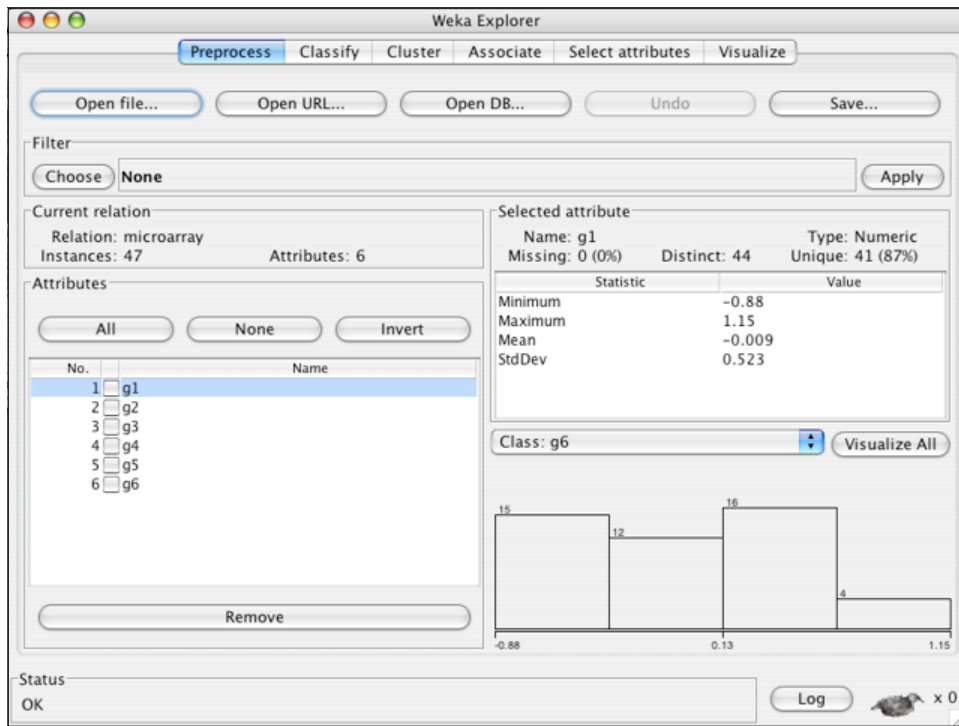 Weka Explorer
Preprocess Classify Cluster Associate Select attributes Visualize
Open file... Open URL... Open DB... Undo Save...
Filter
Choose None Apply
Current relation
Relation: microarray
Instances: 47 Attributes: 6
Attributes
All None Invert
No. Name
1 g1
2 g2
3 g3
4 g4
5 g5
6 g6
Remove
Selected attribute
Name: g1 Type: Numeric
Missing: 0 (0%) Distinct: 44 Unique: 41 (87%)
Statistic Value
Minimum -0.88
Maximum 1.15
Mean -0.009
StdDev 0.523
Class: g6 Visualize All
15 12 16 4
-0.88 0.13 1.15
Status
OK
Log x 0